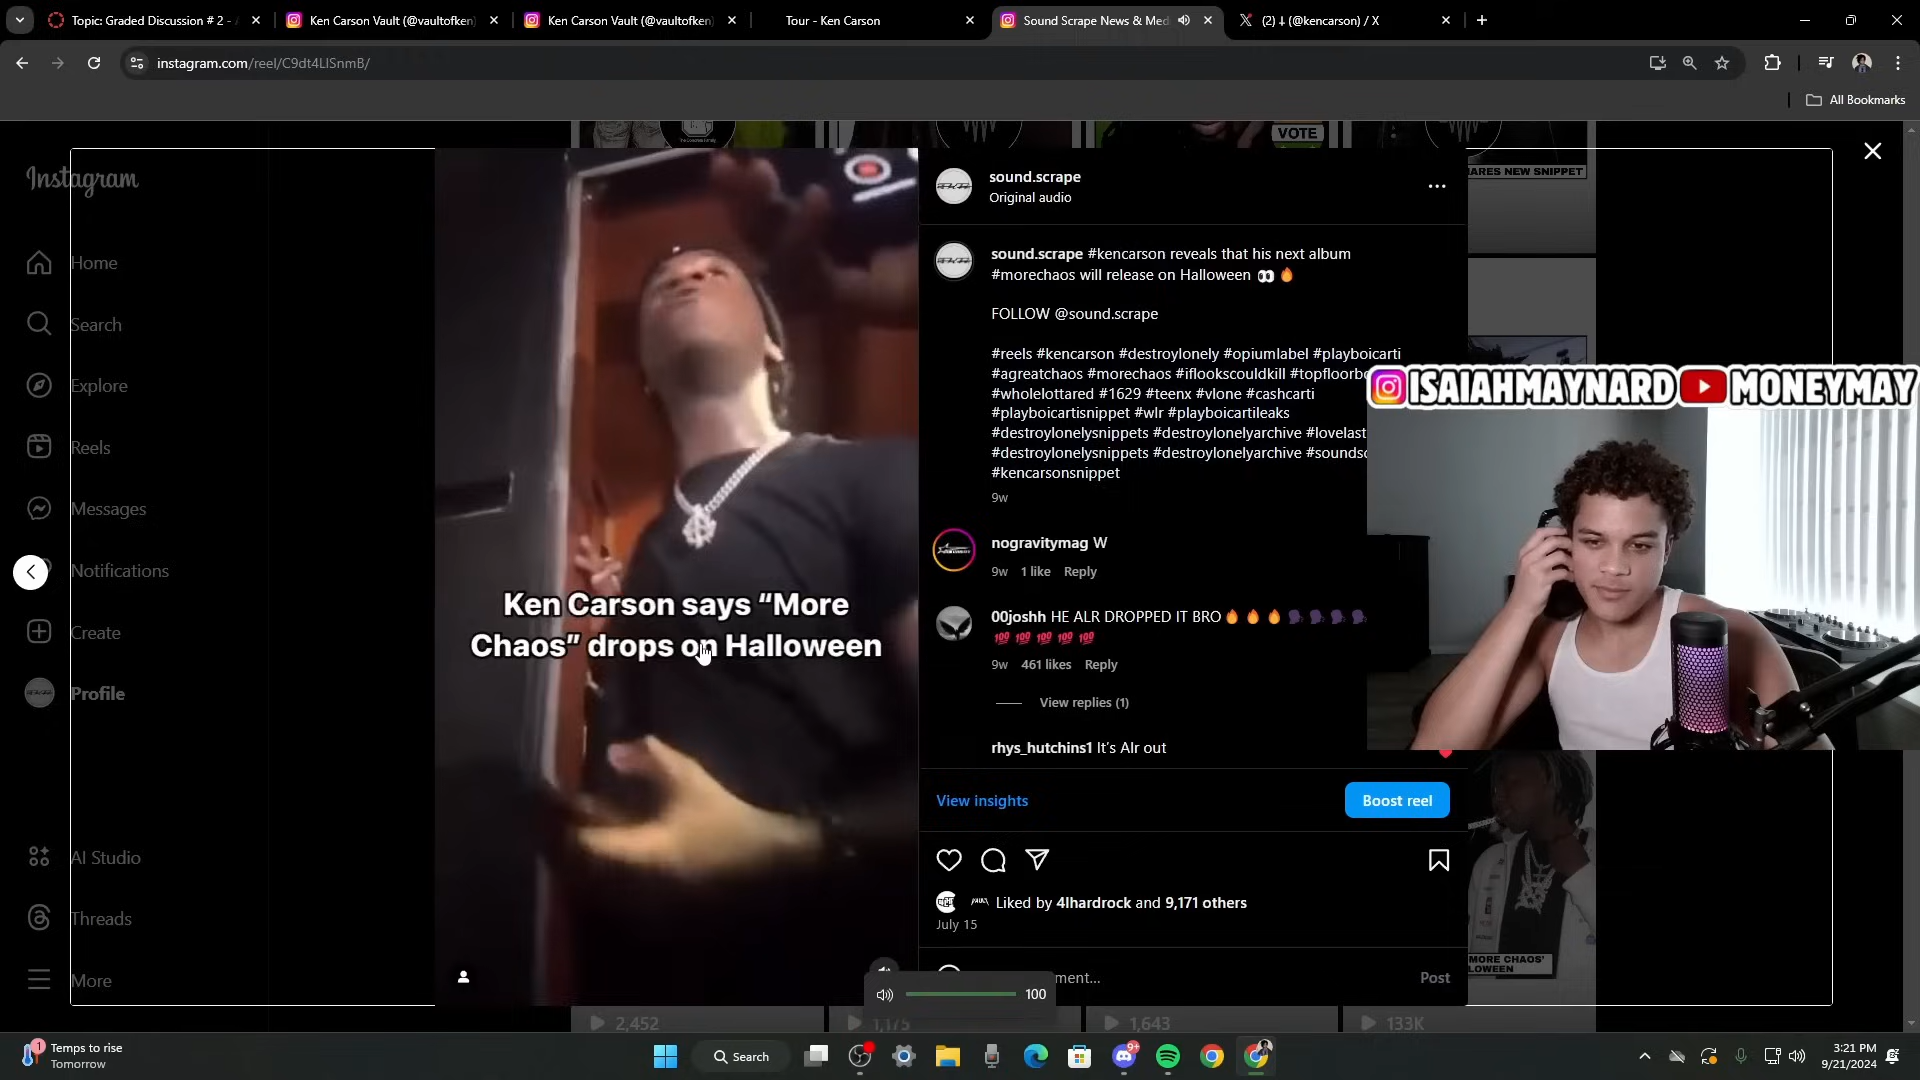 Topic: Graded Discussion # 2 -
Ken Carson Vault (@vaultofken
Ken Carson Vault (@vaultofken
Tour - Ken Carson
Sound Scrape News & Med
(2) (@kencarson) / X
instagram.com/reel/C9dt4LISnmB/
All Bookmarks
Instagram
Home
Search
Explore
Reels
Messages
Notifications
Create
Profile
AI Studio
Threads
More
VOTE
ARES NEW SNIPPET
Ken Carson says “More
Chaos” drops on Halloween
sound.scrape
Original audio
sound.scrape #kencarson reveals that his next album
#morechaos will release on Halloween 👀🔥
FOLLOW @sound.scrape
#reels #kencarson #destroylonely #opiumlabel #playboicarti
#agreatchaos #morechaos #iflookscouldkill #topfloorbo
#wholelottared #1629 #teenx #vlone #cashcarti
#playboicartisnippet #wlr #playboicartileaks
#destroylonelysnippets #destroylonelyarchive #lovelast
#destroylonelysnippets #destroylonelyarchive #soundsc
#kencarsonsnippet
9w
nogravitymag W
9w 1 like Reply
00joshh HE ALR DROPPED IT BRO🔥🔥🔥🗣🗣🗣🗣
💯💯💯💯💯
9w 461 likes Reply
View replies (1)
rhys_hutchins1 It's Alr out
View insights
Boost reel
Liked by 4lhardrock and 9,171 others
July 15
ment...
Post
100
ISAIAHMAYNARD MONEYMAY
MORE CHAOS'
LOWEEN
2,452
1,175
1,643
133K
1
Temps to rise
Tomorrow
Search
9+
3:21 PM
9/21/2024